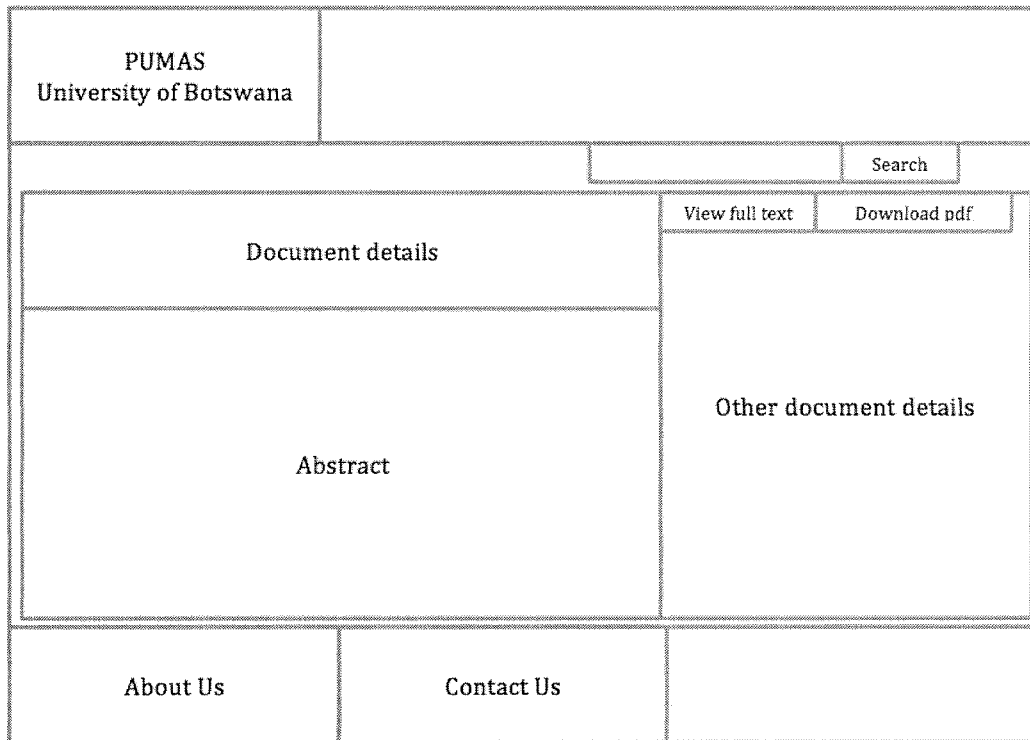 PUMAS
University of Botswana
Search
View full text
Download pdf
Document details
Other document details
Abstract
About Us
Contact Us